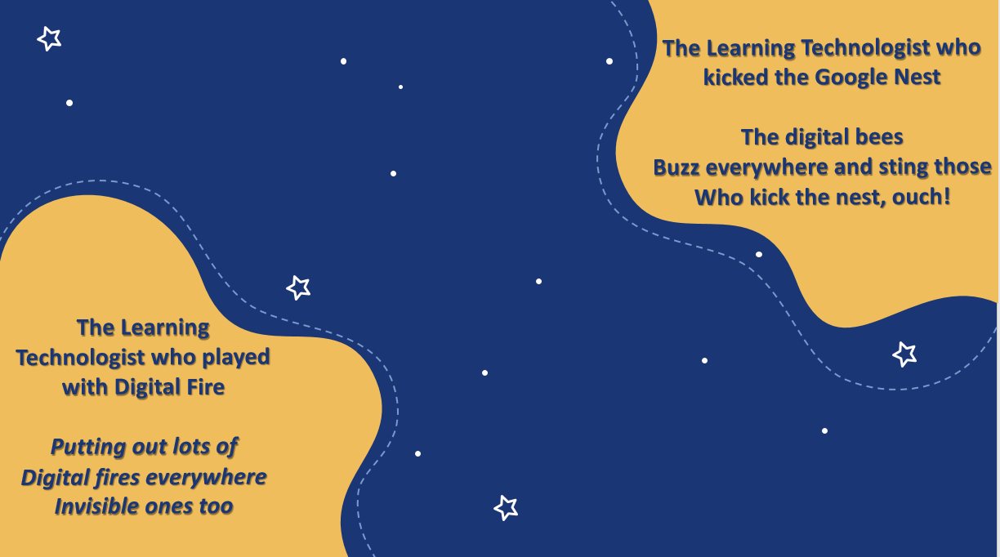 The Learning Technologist who
kicked the Google Nest
The digital bees
Buzz everywhere and sting those
Who kick the nest, ouch!
The Learning
Technologist who played
with Digital Fire
Putting out lots of
Digital fires everywhere
Invisible ones too